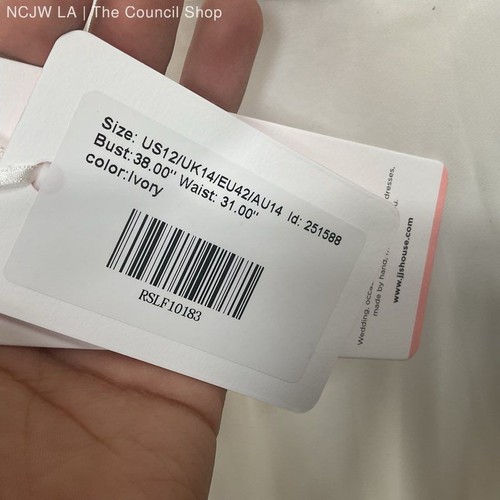 NCJW LA | The Council Shop
Size: US12/UK14/EU42/AU14 Id: 251588
Bust:38.00" Waist: 31.00"
color:Ivory
RSLF10183
dresses,
Wedding, occa
made by hand,
www.jjshouse.com